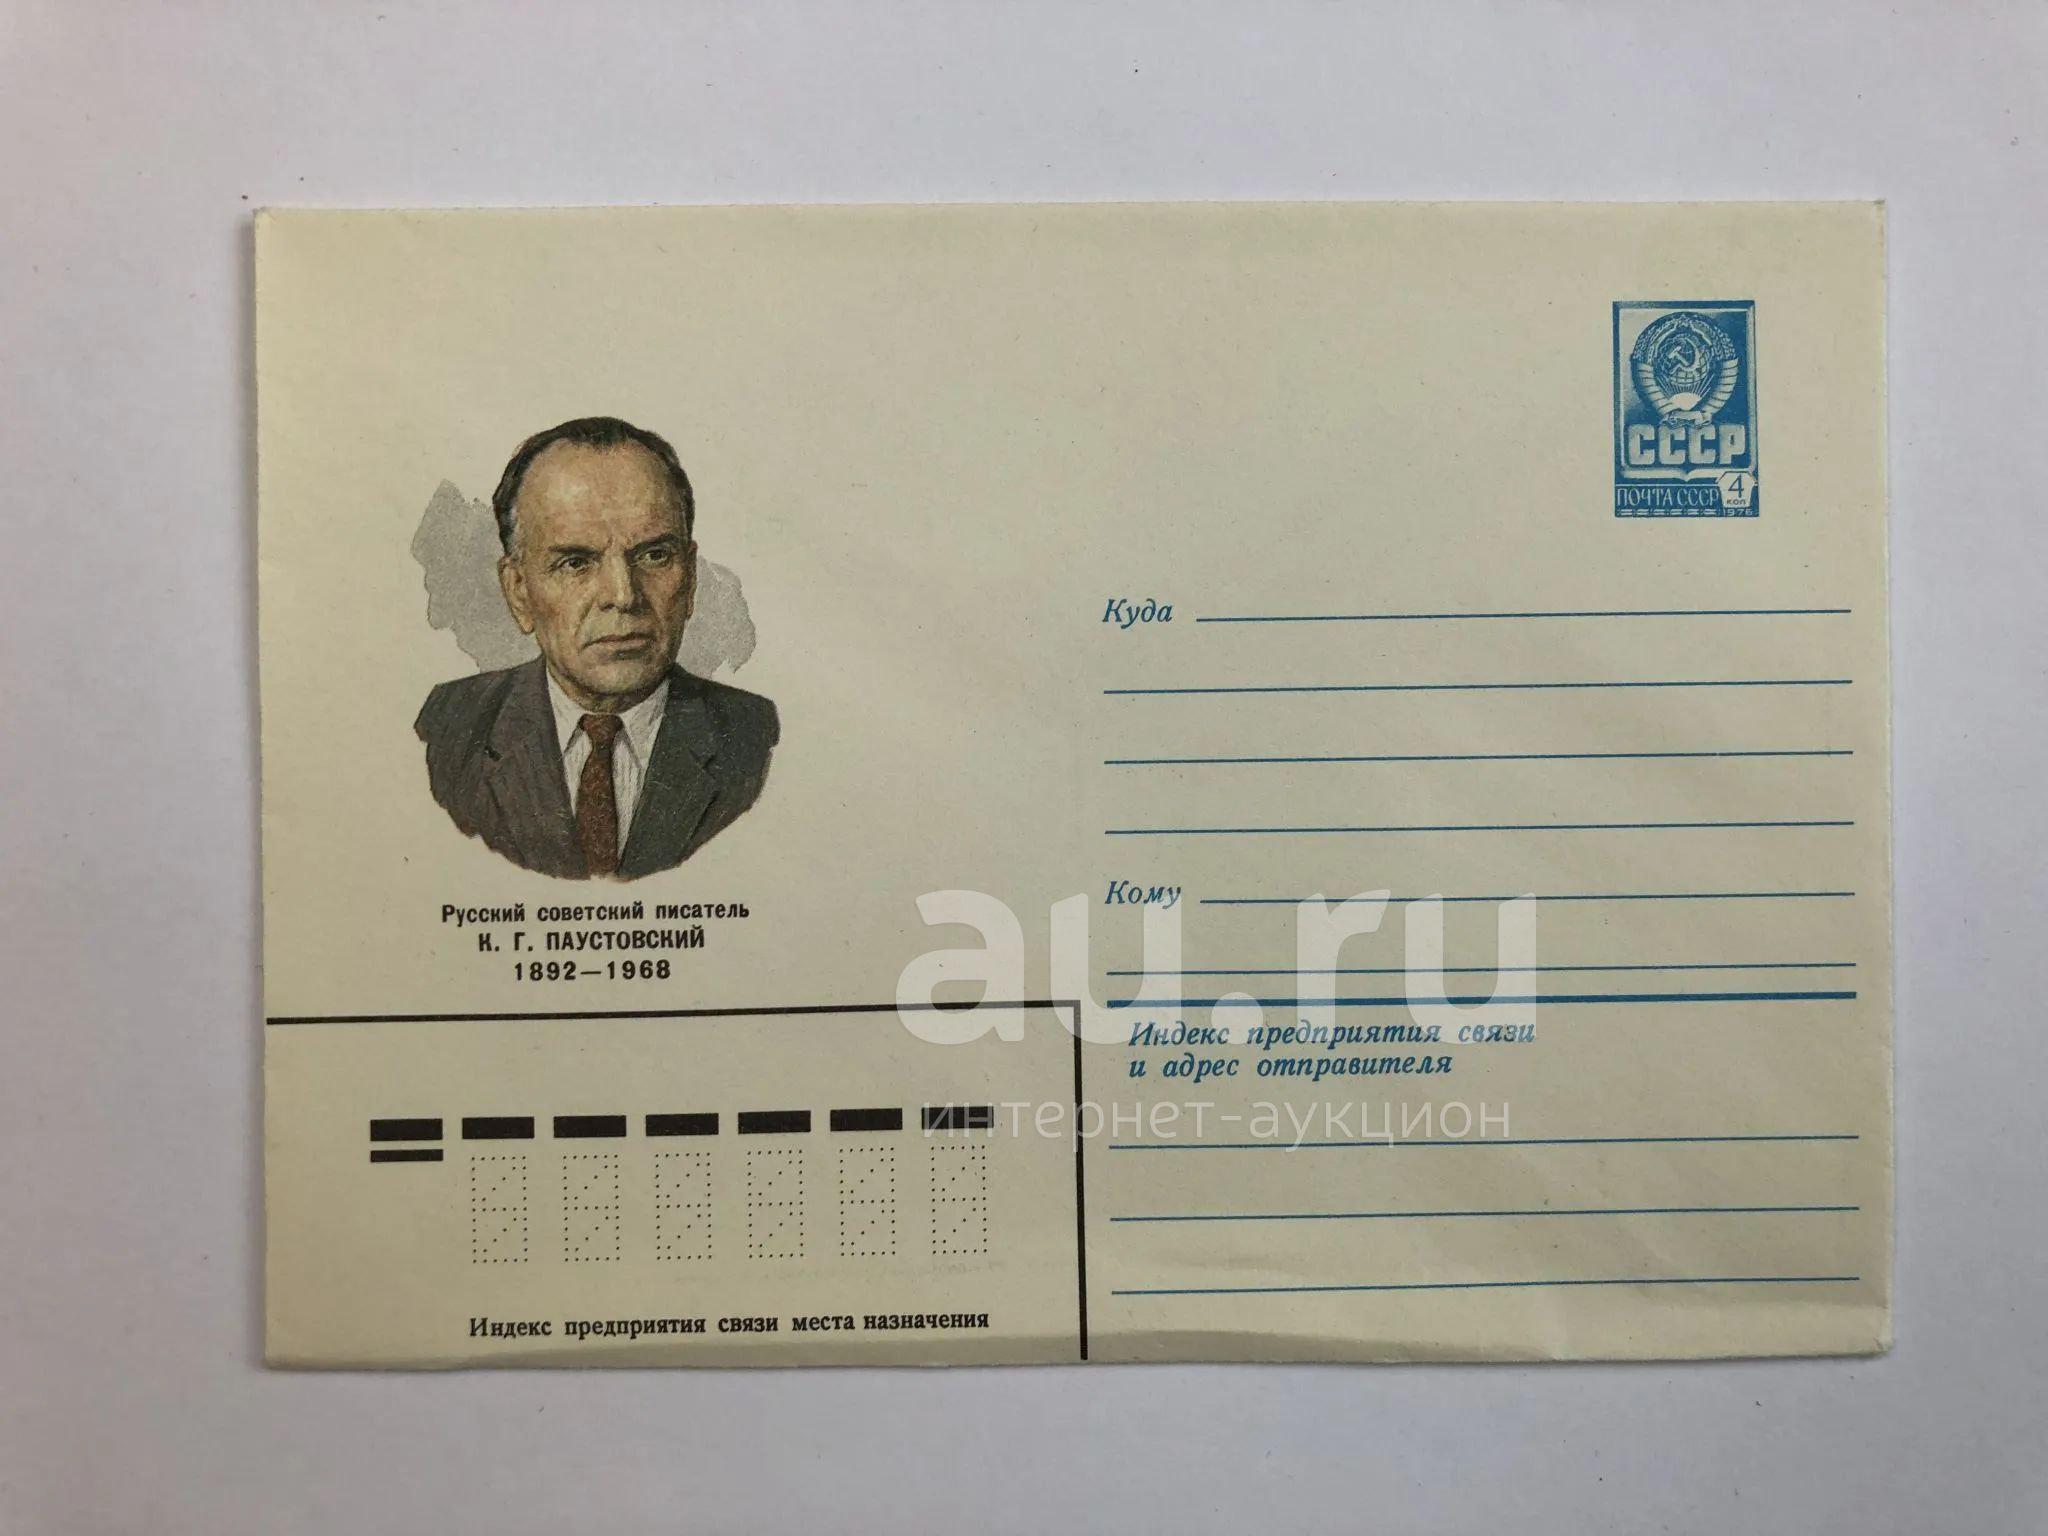 СССР
ПОЧТА СССР 4
коп
1976
Русский советский писатель
К. Г. ПАУСТОВСКИЙ
1892—1968
Куда
Кому
Индекс предприятия связи
и адрес отправителя
Индекс предприятия связи места назначения
au.ru
интернет-аукцион